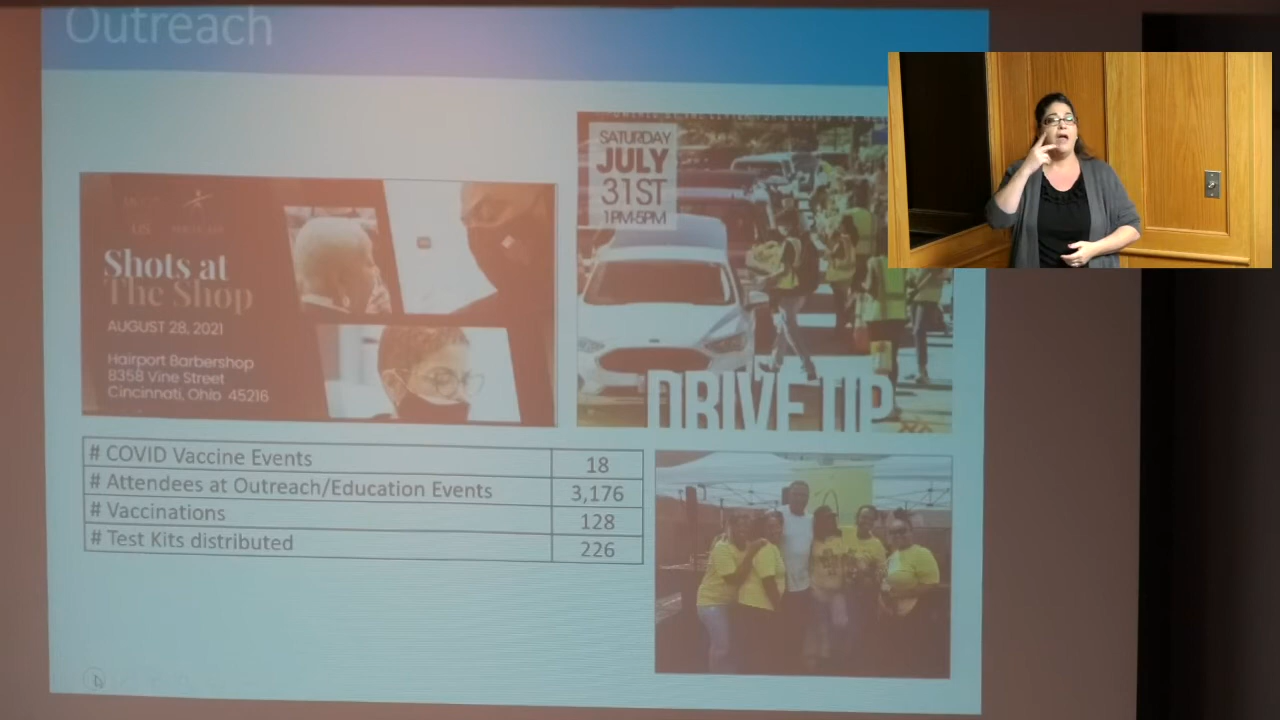 Outreach
SATURDAY
JULY
31ST
1PM-5PM
US
Shots at
The Shop
AUGUST 28, 2021
Hairport Barbershop
8358 Vine Street
Cincinnati, Ohio 45216
DRIVE UP
# COVID Vaccine Events 18
# Attendees at Outreach/Education Events 3,176
# Vaccinations 128
# Test Kits distributed 226